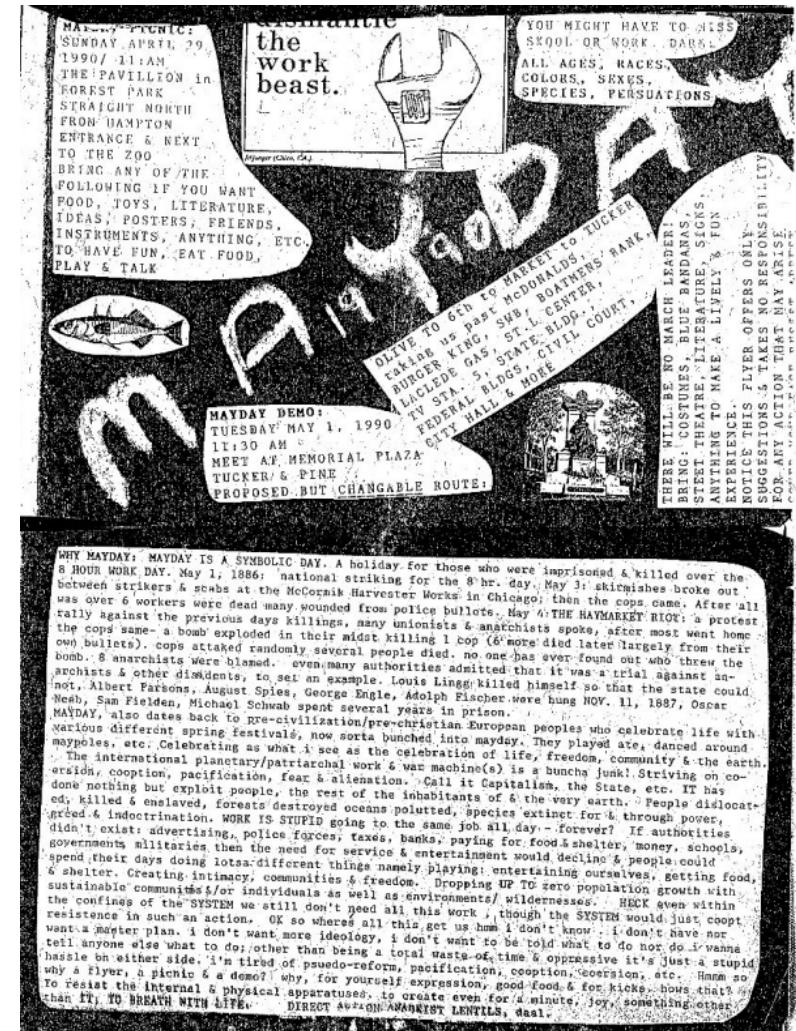 MAYDAY PICNIC:
SUNDAY APRIL 29,
1990/ 11:AM
THE PAVILLION in
FOREST PARK
STRAIGHT NORTH
FROM HAMPTON
ENTRANCE & NEXT
TO THE ZOO
BRING ANY OF THE
FOLLOWING IF YOU WANT
FOOD, TOYS, LITERATURE,
IDEAS, POSTERS, FRIENDS,
INSTRUMENTS, ANYTHING, ETC.
TO HAVE FUN, EAT FOOD,
PLAY & TALK
dismantle
the
work
beast.
YOU MIGHT HAVE TO MISS
SKOOL OR WORK. DARE.
ALL AGES, RACES,
COLORS, SEXES,
SPECIES, PERSUATIONS
MAYDAY
1990
OLIVE TO 6th to MARKET to TUCKER
taking us past McDONALDS,
BURGER KING, SWB, BOATMENS' BANK,
LACLEDE GAS, ST.L CENTER,
TV STA. 5, STATE BLDG.,
FEDERAL BLDGS, CIVIL COURT,
CITY HALL & MORE
MAYDAY DEMO:
TUESDAY MAY 1, 1990
11:30 AM
MEET AT MEMORIAL PLAZA
TUCKER & PINE
PROPOSED BUT CHANGABLE ROUTE:
THERE WILL BE NO MARCH LEADER!
BRING: COSTUMES, BLUE BANDANAS,
STEET THEATRE, LITERATURE, SIGNS,
ANYTHING TO MAKE A LIVELY & FUN
EXPERIENCE.
NOTICE THIS FLYER OFFERS ONLY
SUGGESTIONS & TAKES NO RESPONSIBILITY
FOR ANY ACTION THAT MAY ARISE
WHY MAYDAY: MAYDAY IS A SYMBOLIC DAY. A holiday for those who were imprisoned & killed over the
8 HOUR WORK DAY. May 1, 1886: national striking for the 8 hr. day. May 3: skirmishes broke out
between strikers & scabs at the McCormik Harvester Works in Chicago; then the cops came. After all
was over 6 workers were dead many wounded from police bullets. May 4: THE HAYMARKET RIOT: a protest
rally against the previous days killings, many unionists & anarchists spoke, after most went home
the cops came- a bomb exploded in their midst killing 1 cop (6 more died later largely from their
own bullets). cops attaked randomly several people died. no one has ever found out who threw the
bomb. 8 anarchists were blamed. even many authorities admitted that it was a trial against an-
archists & other disidents, to set an example. Louis Lingg killed himself so that the state could
not, Albert Parsons, August Spies, George Engle, Adolph Fischer were hung NOV. 11, 1887, Oscar
Neeb, Sam Fielden, Michael Schwab spent several years in prison.
MAYDAY, also dates back to pre-civilization/pre-christian European peoples who celebrate life with
various different spring festivals, now sorta bunched into mayday. They played ate, danced around
maypoles, etc. Celebrating as what i see as the celebration of life, freedom, community & the earth.
The international planetary/patriarchal work & war machine(s) is a buncha junk! Striving on co-
ersion, cooption, pacification, fear & alienation. Call it Capitalism, the State, etc. IT has
done nothing but exploit people, the rest of the inhabitants of & the very earth. People dislocat-
ed, killed & enslaved, forests destroyed oceans polutted, species extinct for & through power,
greed & indoctrination. WORK IS STUPID going to the same job all day - forever? If authorities
didn't exist: advertising, police forces, taxes, banks, paying for food & shelter, money, schools,
governments militaries then the need for service & entertainment would decline & people could
spend their days doing lotsa different things namely playing: entertaining ourselves, getting food,
& shelter. Creating intimacy, communities & freedom. Dropping UP TO zero population growth with
sustainable communities/or individuals as well as environments/ wildernesses. HECK even within
the confines of the SYSTEM we still don't need all this work, though the SYSTEM would just coopt
resistence in such an action. OK so wheres all this get us hmm i don't know. i don't have nor
want a master plan. i don't want more ideology, i don't want to be told what to do nor do i wanna
tell anyone else what to do; other than being a total waste of time & oppressive it's just a stupid
hassle on either side. i'm tired of psuedo-reform, pacification, cooption, coersion, etc. Hmmm so
why a flyer, a picnic & a demo? why, for yourself expression, good food & for kicks. hows that?
To resist the internal & physical apparatuses, to create even for a minute, joy, something other
than IT, TO BREATH WITH LIFE. DIRECT ACTION ANARKIST LENTILS, daal.